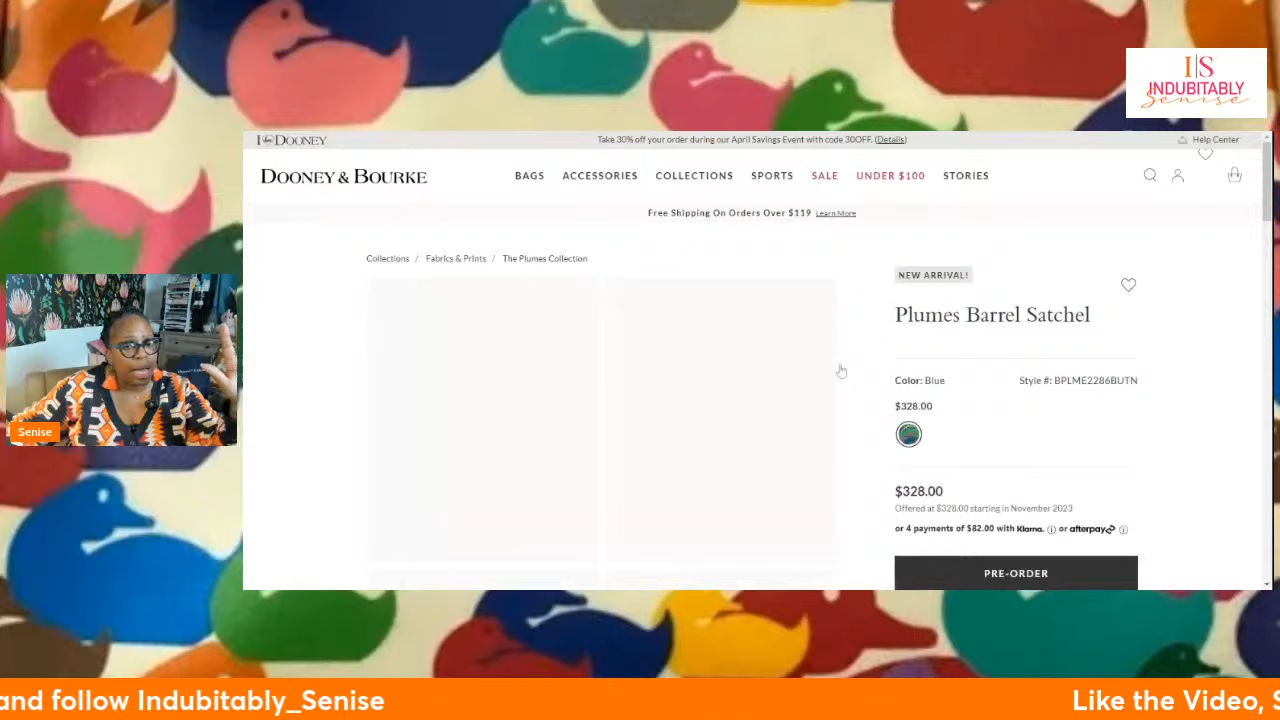 I|S
INDUBITABLY
Senise
I DOONEY
Take 30% off your order during our April Savings Event with code 30OFF. (Details)
Help Center
DOONEY & BOURKE
BAGS ACCESSORIES COLLECTIONS SPORTS SALE UNDER $100 STORIES
Free Shipping On Orders Over $119 Learn More
Collections / Fabrics & Prints / The Plumes Collection
NEW ARRIVAL!
Plumes Barrel Satchel
Color: Blue Style #: BPLME2286BUTN
$328.00
$328.00
Offered at $328.00 starting in November 2023
or 4 payments of $82.00 with Klarna. or afterpay
PRE-ORDER
Senise
and follow Indubitably_Senise Like the Video, S